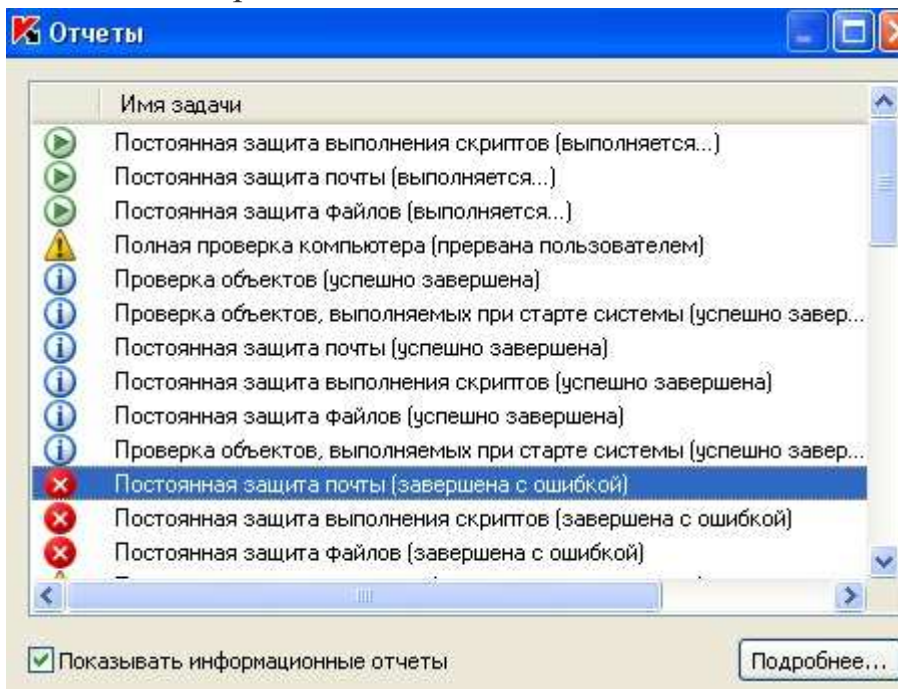 Отчеты
Имя задачи
Постоянная защита выполнения скриптов (выполняется...)
Постоянная защита почты (выполняется...)
Постоянная защита файлов (выполняется...)
Полная проверка компьютера (прервана пользователем)
Проверка объектов (успешно завершена)
Проверка объектов, выполняемых при старте системы (успешно завер...
Постоянная защита почты (успешно завершена)
Постоянная защита выполнения скриптов (успешно завершена)
Постоянная защита файлов (успешно завершена)
Проверка объектов, выполняемых при старте системы (успешно завер...
Постоянная защита почты (завершена с ошибкой)
Постоянная защита выполнения скриптов (завершена с ошибкой)
Постоянная защита файлов (завершена с ошибкой)
Показывать информационные отчеты
Подробнее...